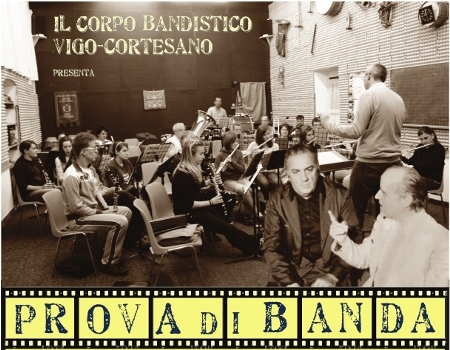 IL CORPO BANDISTICO
VIGO-CORTESANO
PRESENTA
PROVA DI BANDA